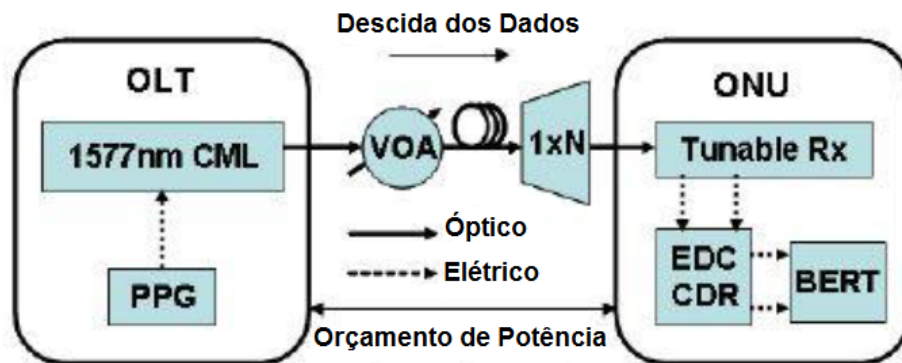 Descida dos Dados
OLT
ONU
1577nm CML
VOA
1xN
Tunable Rx
Óptico
Elétrico
PPG
EDC
CDR
BERT
Orçamento de Potência